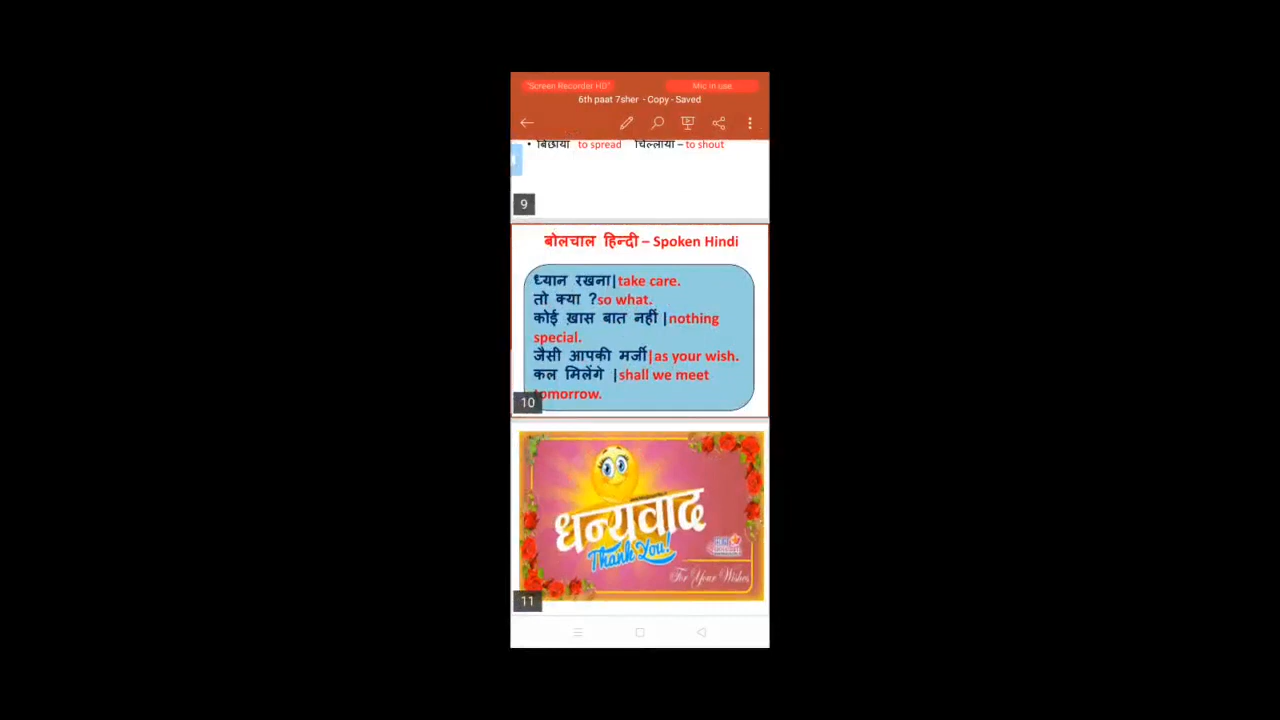 "Screen Recorder HD" Mic in use
6th paat 7sher - Copy - Saved
• बिछाया to spread चिल्लाया – to shout
9
बोलचाल हिन्दी – Spoken Hindi
ध्यान रखना|take care.
तो क्या ?so what.
कोई ख़ास बात नहीं |nothing
special.
जैसी आपकी मर्जी|as your wish.
कल मिलेंगे |shall we meet
tomorrow.
10
धन्यवाद
Thank You!
For Your Wishes
11